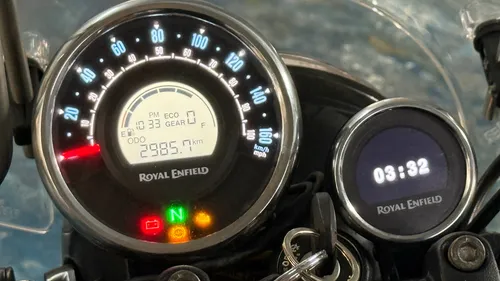 20 40 60 80 100 120 140 160
km/h
mph
PM ECO
10:33 GEAR 0
E F
ODO
2985.7 km
ROYAL ENFIELD
N
03:32
ROYAL ENFIELD